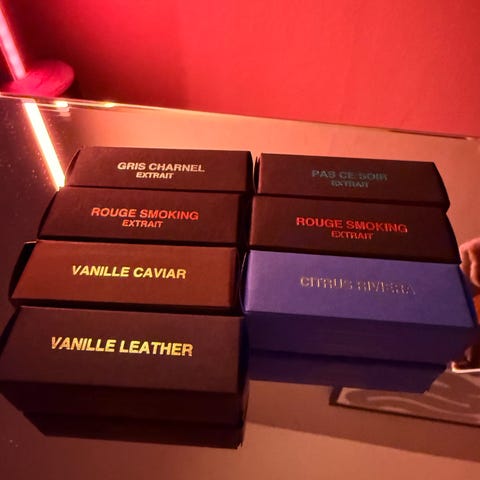 GRIS CHARNEL
EXTRAIT
ROUGE SMOKING
EXTRAIT
VANILLE CAVIAR
VANILLE LEATHER
PAS CE SOIR
EXTRAIT
ROUGE SMOKING
EXTRAIT
CITRUS RIVIERA